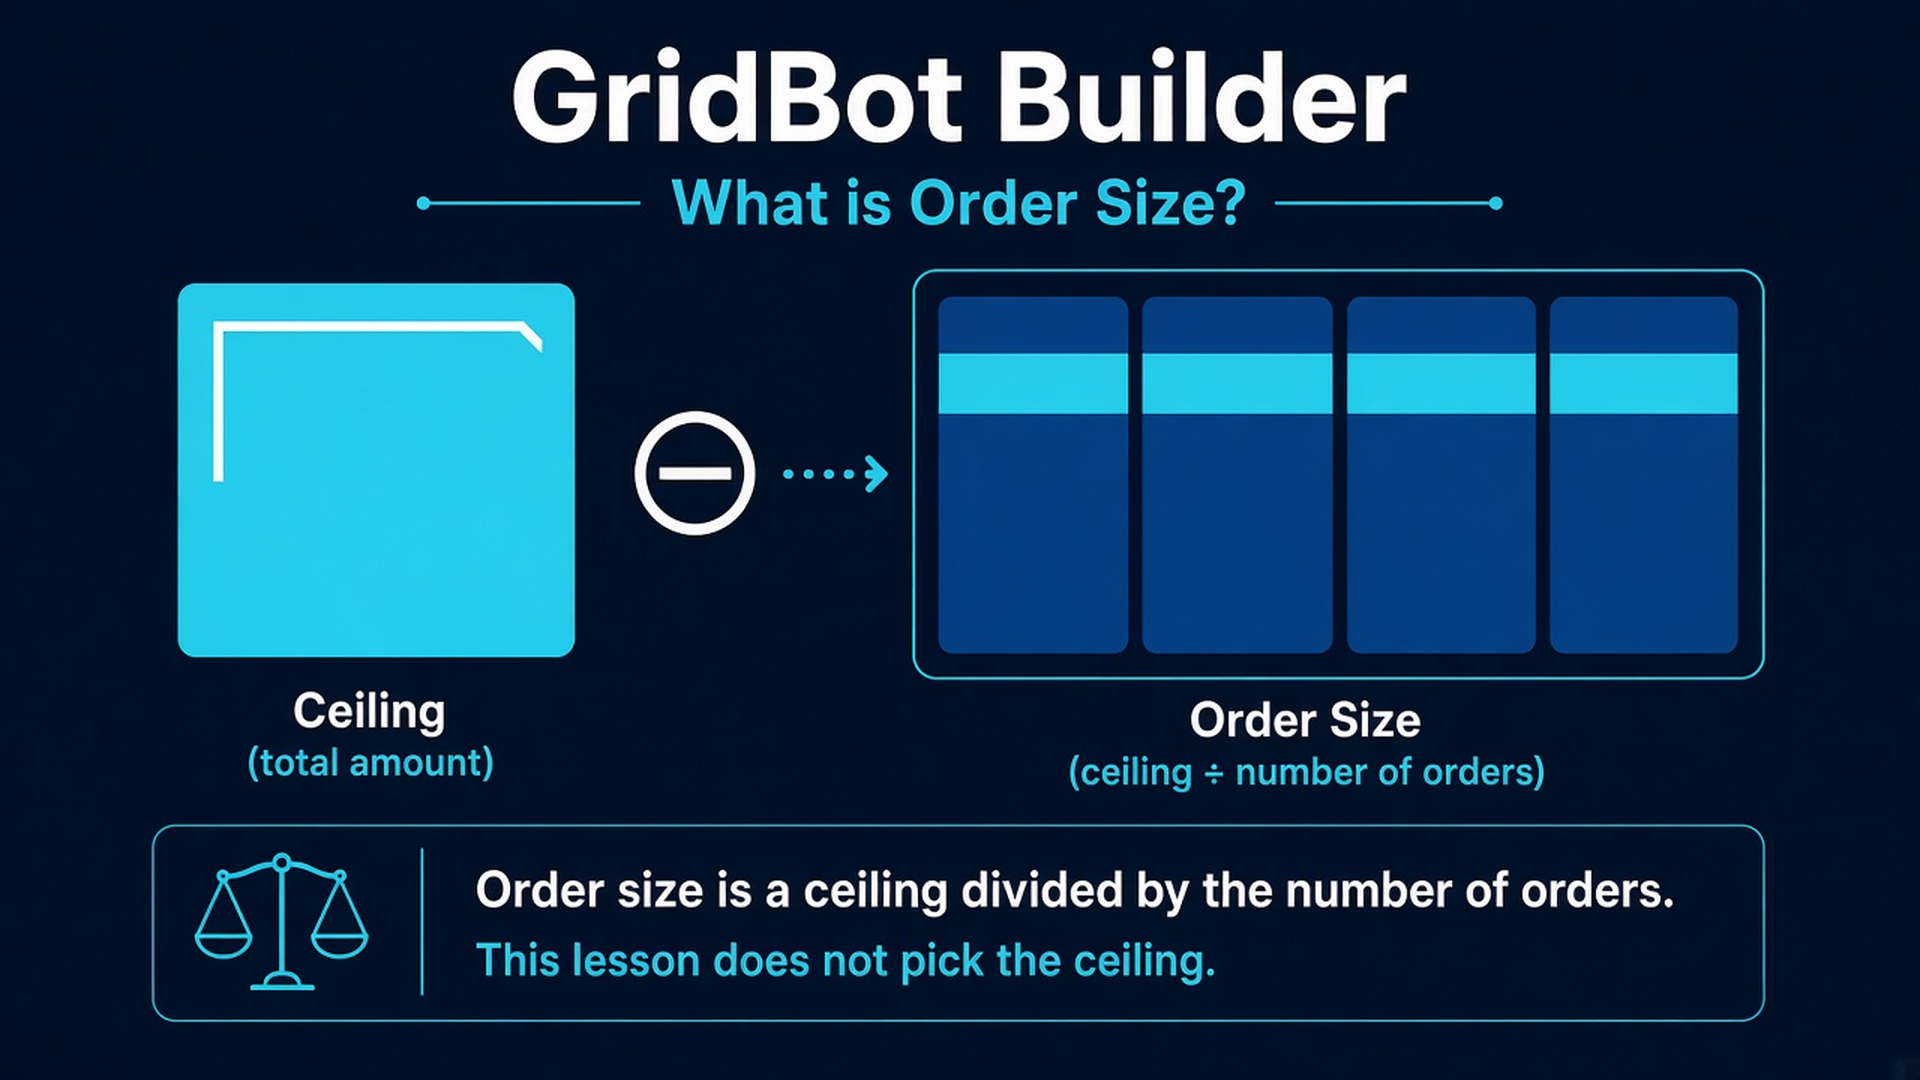 GridBot Builder
What is Order Size?
Ceiling
(total amount)
Order Size
(ceiling ÷ number of orders)
Order size is a ceiling divided by the number of orders.
This lesson does not pick the ceiling.